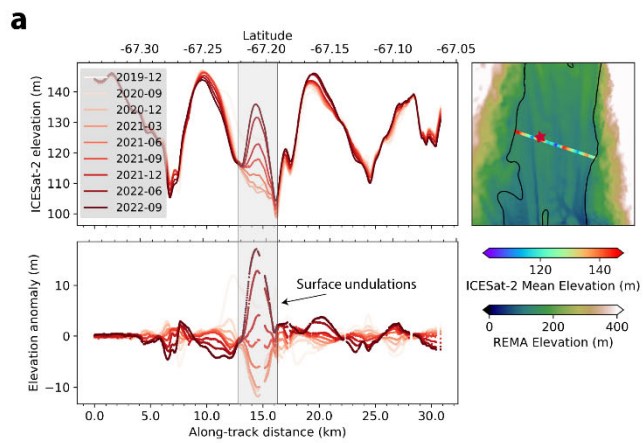 a
Latitude
-67.30 -67.25 -67.20 -67.15 -67.10 -67.05
ICESat-2 elevation (m)
140
120
100
2019-12
2020-09
2020-12
2021-03
2021-06
2021-09
2021-12
2022-06
2022-09
120 140
ICESat-2 Mean Elevation (m)
0 200 400
REMA Elevation (m)
Elevation anomaly (m)
10
0
−10
Surface undulations
0.0 5.0 10.0 15.0 20.0 25.0 30.0
Along-track distance (km)